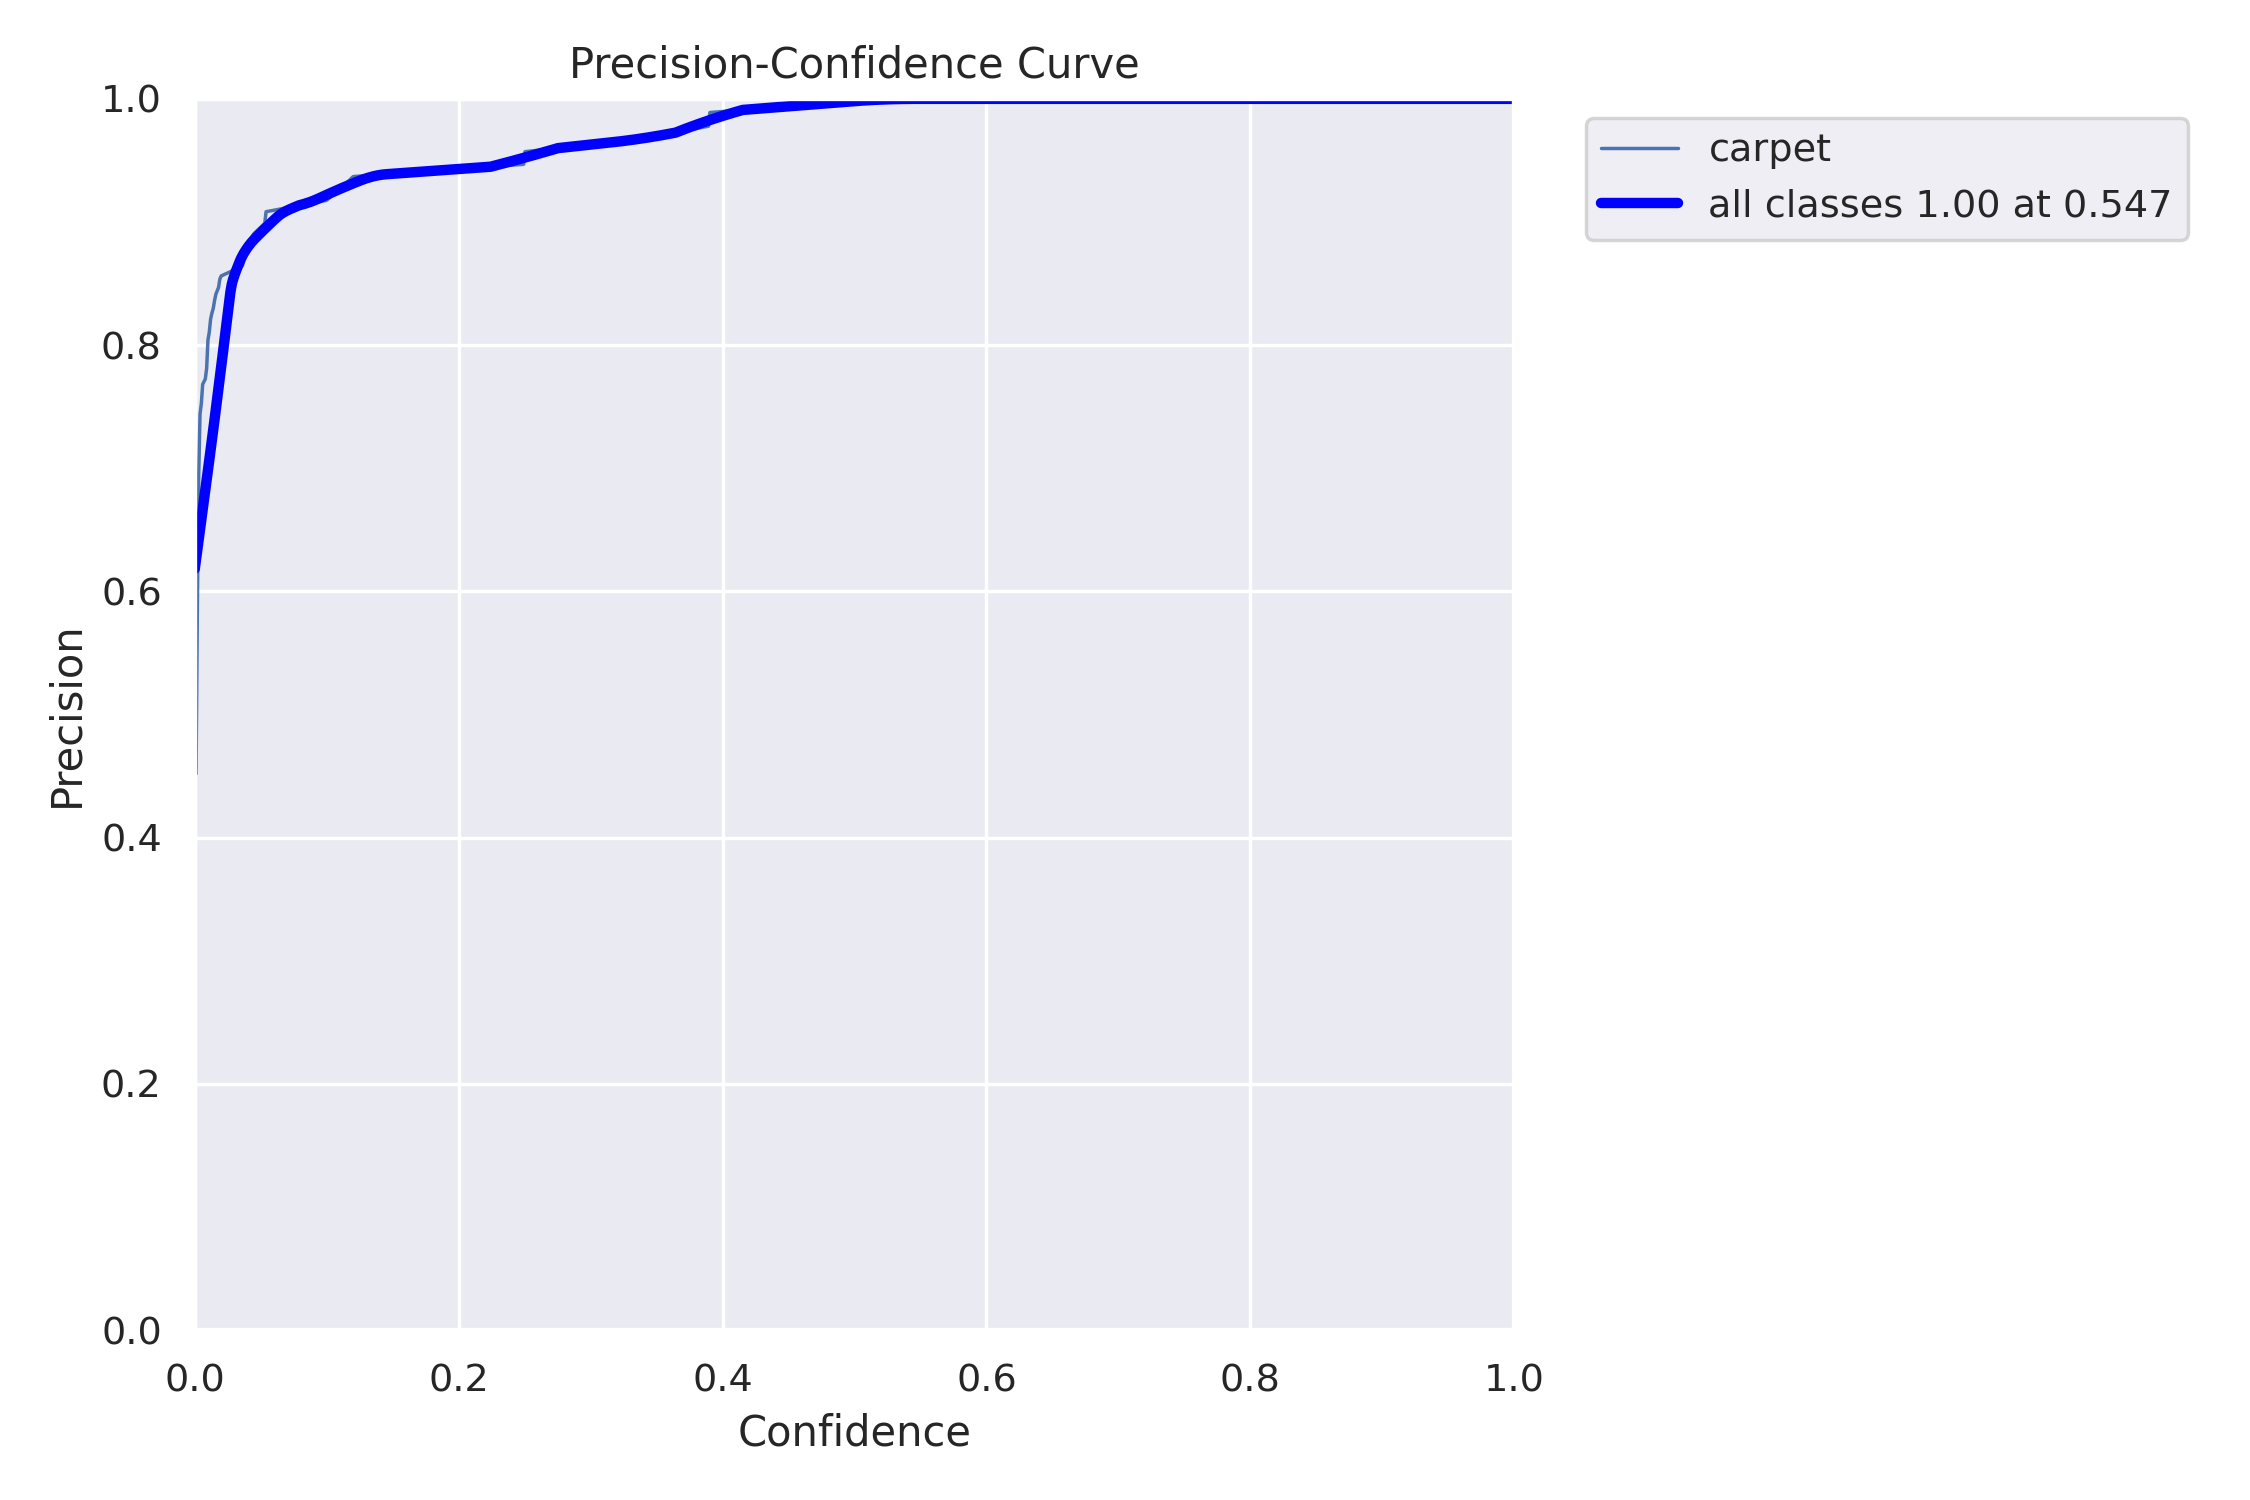 Precision-Confidence Curve
1.0
0.8
0.6
0.4
0.2
0.0
Precision
0.0 0.2 0.4 0.6 0.8 1.0
Confidence
carpet
all classes 1.00 at 0.547